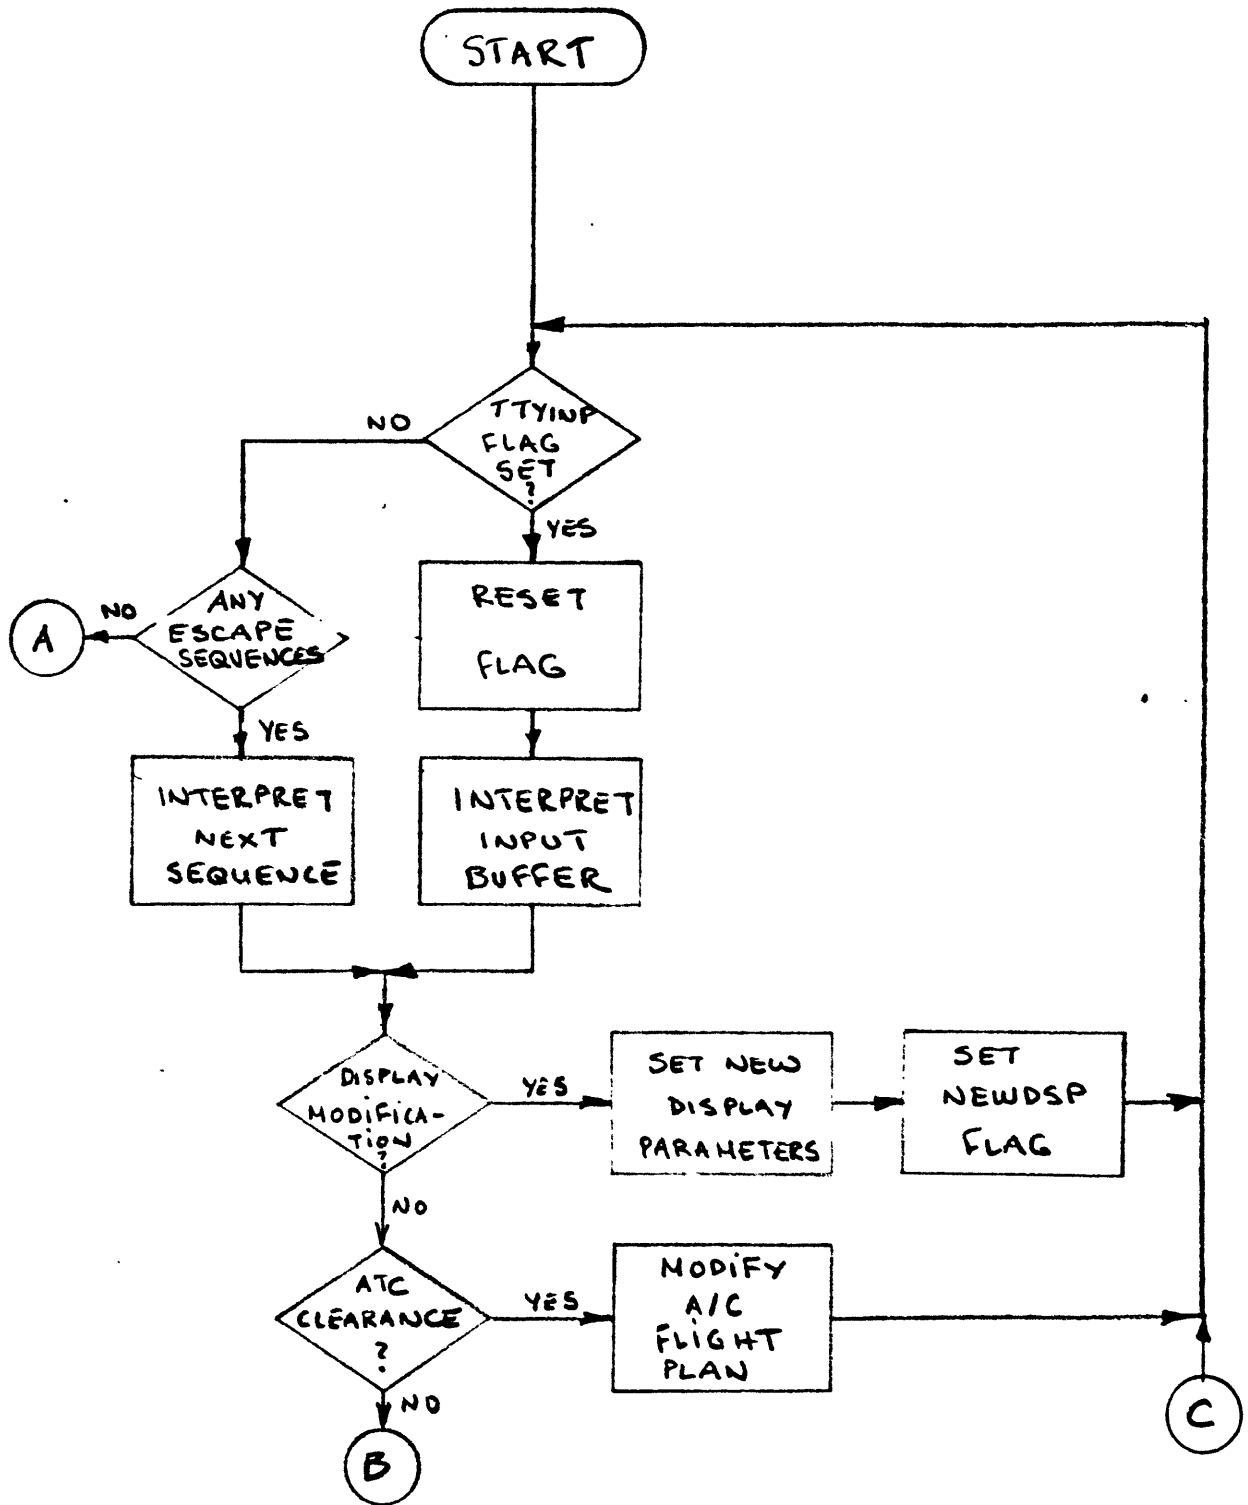 START
TTYINP
FLAG
SET
?
NO
YES
ANY
ESCAPE
SEQUENCES
NO
A
YES
RESET
FLAG
INTERPRET
NEXT
SEQUENCE
INTERPRET
INPUT
BUFFER
DISPLAY
MODIFICA-
TION
?
YES
SET NEW
DISPLAY
PARAMETERS
SET
NEWDSP
FLAG
NO
ATC
CLEARANCE
?
YES
MODIFY
A/C
FLIGHT
PLAN
NO
B
C